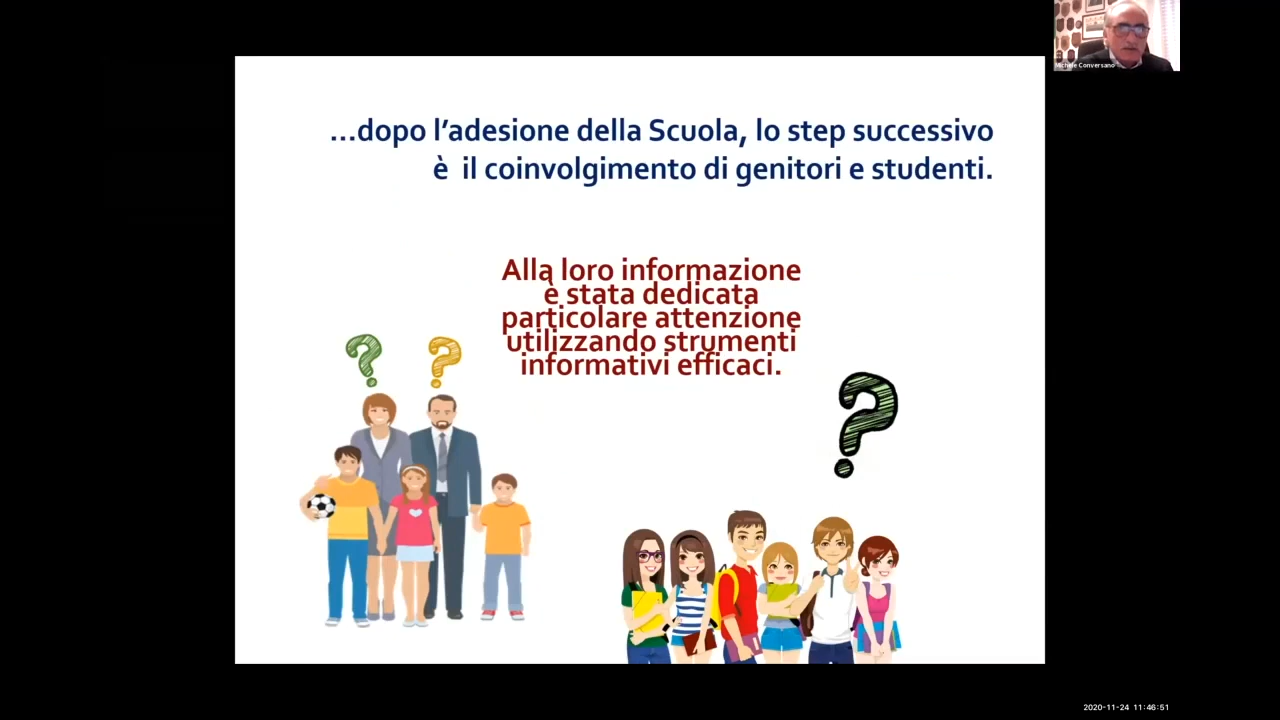 Michele Conversano
...dopo l'adesione della Scuola, lo step successivo
è il coinvolgimento di genitori e studenti.
Alla loro informazione
è stata dedicata
particolare attenzione
utilizzando strumenti
informativi efficaci.
2020-11-24 11:46:51